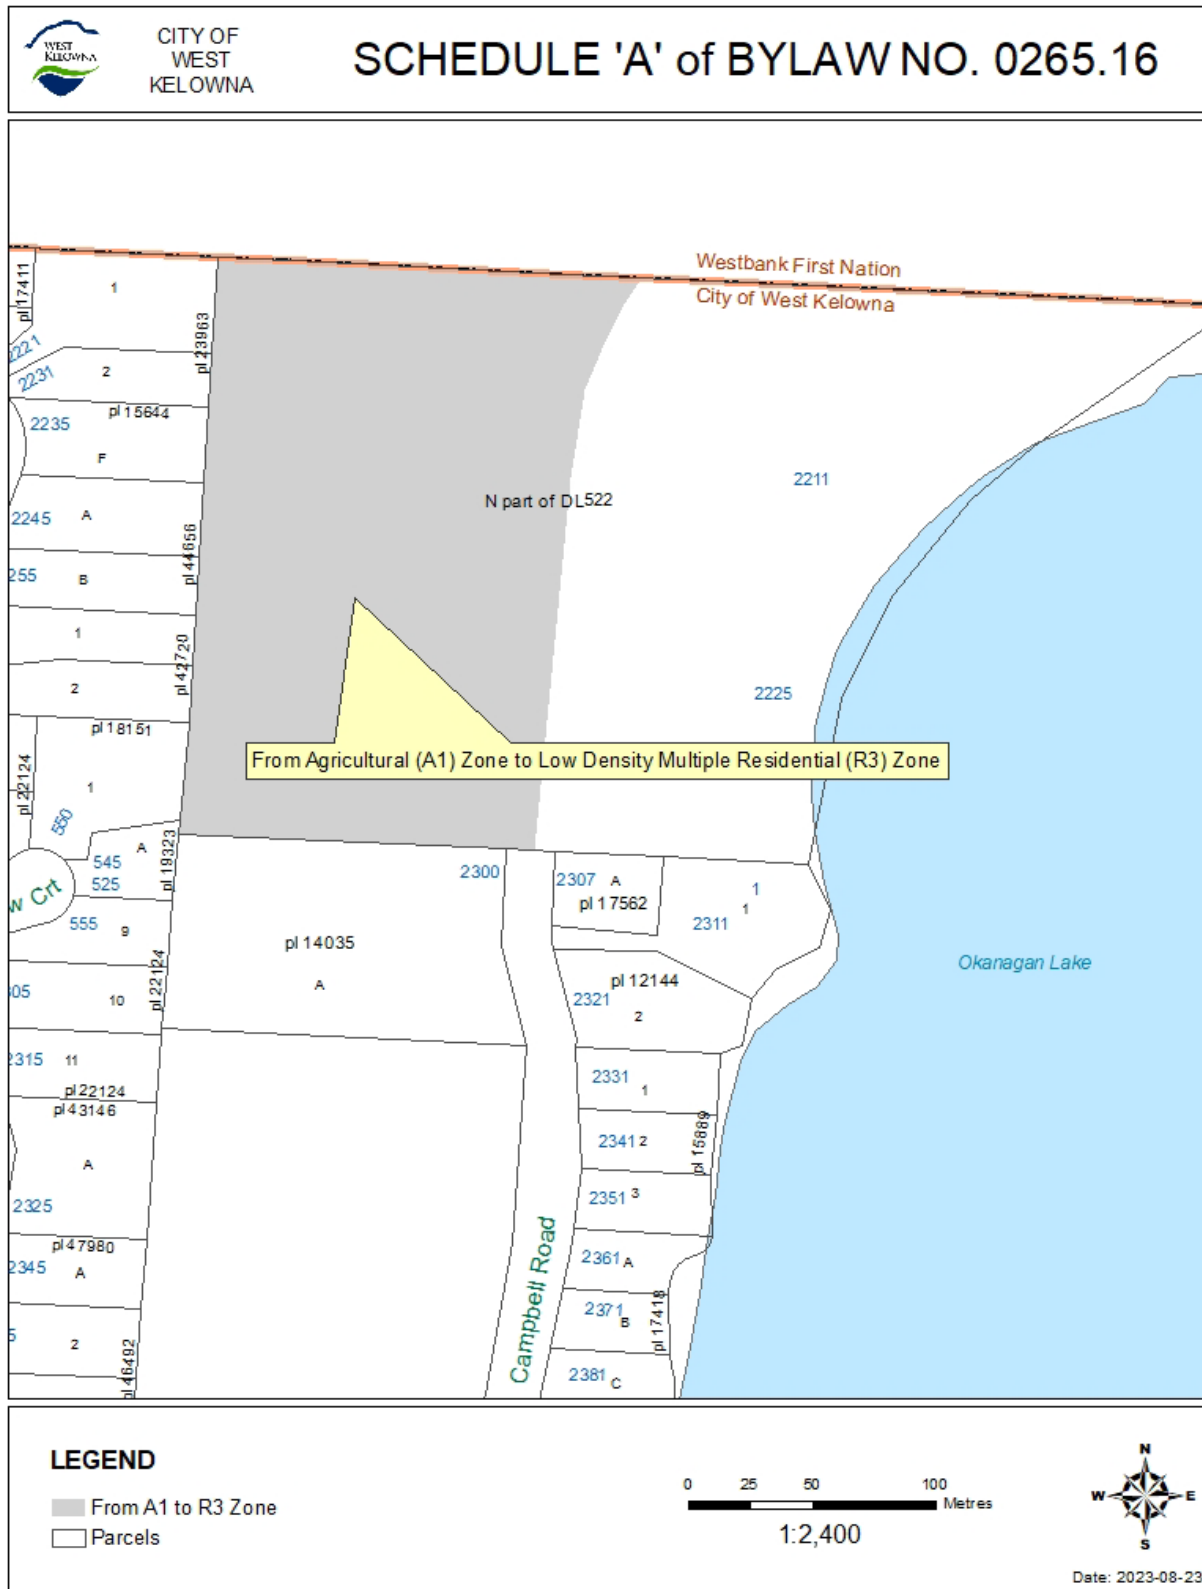 WEST
KELOWNA
CITY OF
WEST
KELOWNA
SCHEDULE 'A' of BYLAW NO. 0265.16
Westbank First Nation
City of West Kelowna
pl 17411
1
2221
2231
2
pl 23963
2235
pl 15644
F
2245
A
pl 44656
B
1
2
pl 42720
pl 18151
pl 22124
1
550
545
525
A
pl 19323
w Crt
555
9
10
pl 22124
2315
11
pl 22124
pl 43146
A
2325
pl 47980
2345
A
2
pl 46492
N part of DL522
2211
2225
From Agricultural (A1) Zone to Low Density Multiple Residential (R3) Zone
2300
pl 14035
A
2307
A
pl 17562
1
1
2311
pl 12144
2321
2
2331
1
2341
2
pl 15889
2351
3
2361
A
2371
B
pl 17418
2381
C
Campbell Road
Okanagan Lake
LEGEND
From A1 to R3 Zone
Parcels
0 25 50 100
Metres
1:2,400
N
W E
S
Date: 2023-08-23